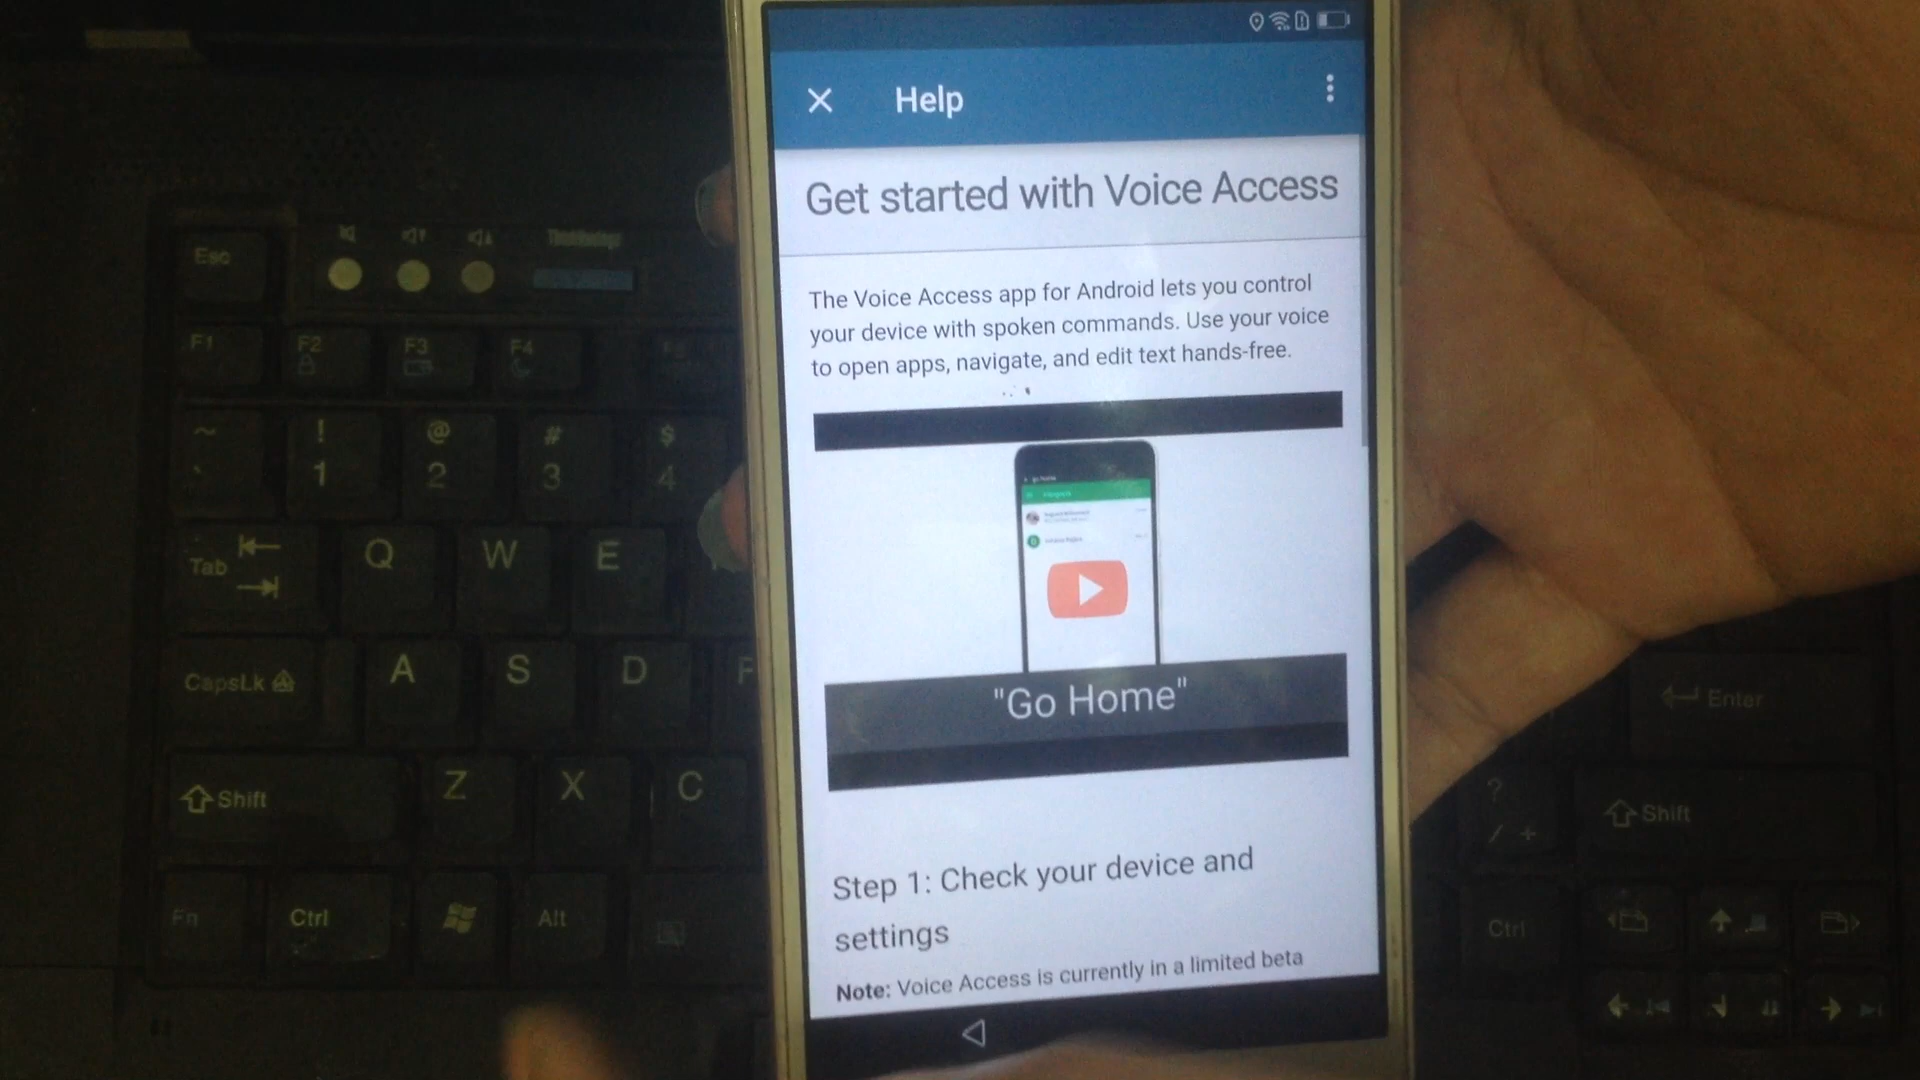 Help
Get started with Voice Access
The Voice Access app for Android lets you control
your device with spoken commands. Use your voice
to open apps, navigate, and edit text hands-free.
"Go Home"
Step 1: Check your device and
settings
Note: Voice Access is currently in a limited beta
Esc
F1 F2 F3 F4
~ ! @ # $
` 1 2 3 4
Tab Q W E
CapsLk A S D F
Shift Z X C
Fn Ctrl Alt
Enter
?
/ +
Shift
Ctrl